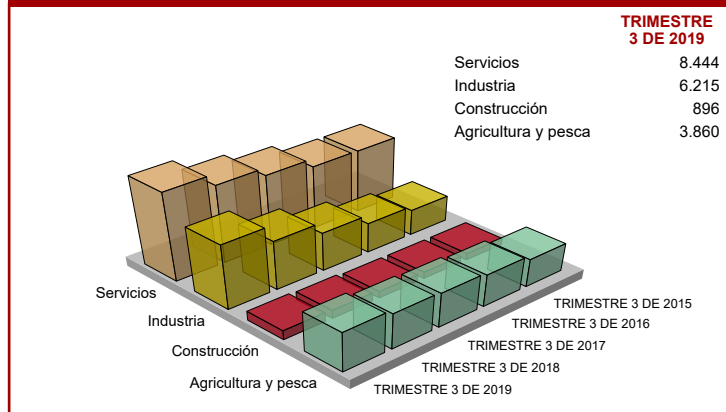 TRIMESTRE
3 DE 2019
Servicios 8.444
Industria 6.215
Construcción 896
Agricultura y pesca 3.860
Servicios
Industria
Construcción
Agricultura y pesca
TRIMESTRE 3 DE 2015
TRIMESTRE 3 DE 2016
TRIMESTRE 3 DE 2017
TRIMESTRE 3 DE 2018
TRIMESTRE 3 DE 2019